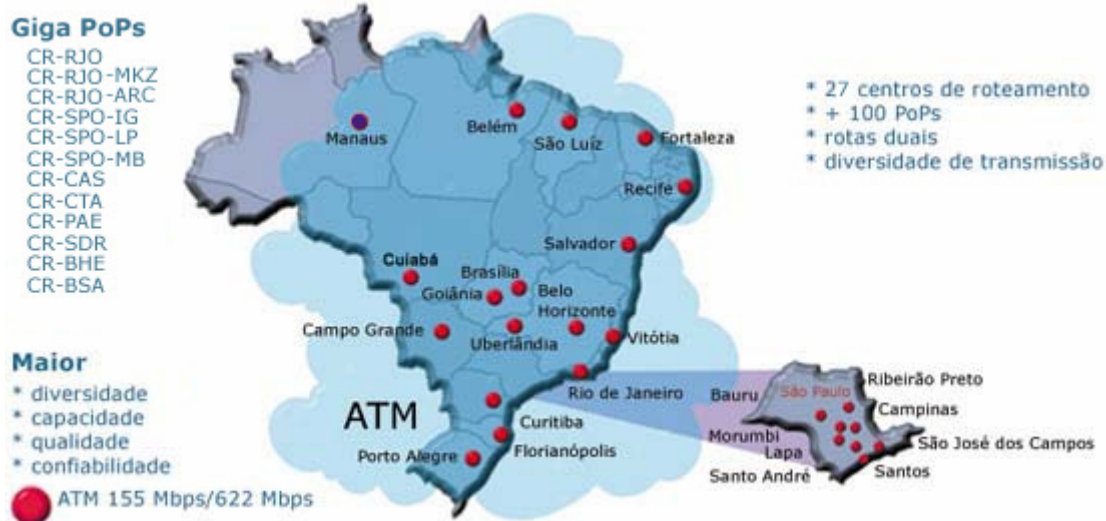 Giga PoPs
CR-RJO
CR-RJO-MKZ
CR-RJO-ARC
CR-SPO-IG
CR-SPO-LP
CR-SPO-MB
CR-CAS
CR-CTA
CR-PAE
CR-SDR
CR-BHE
CR-BSA
* 27 centros de roteamento
* + 100 PoPs
* rotas duais
* diversidade de transmissão
Manaus
Belém
São Luíz
Fortaleza
Recife
Salvador
Cuiabá
Brasília
Goiânia
Belo
Horizonte
Campo Grande
Uberlândia
Vitótia
Rio de Janeiro
ATM
Curitiba
Florianópolis
Porto Alegre
São Paulo
Ribeirão Preto
Bauru
Campinas
Morumbi
Lapa
São José dos Campos
Santo André
Santos
Maior
* diversidade
* capacidade
* qualidade
* confiabilidade
ATM 155 Mbps/622 Mbps